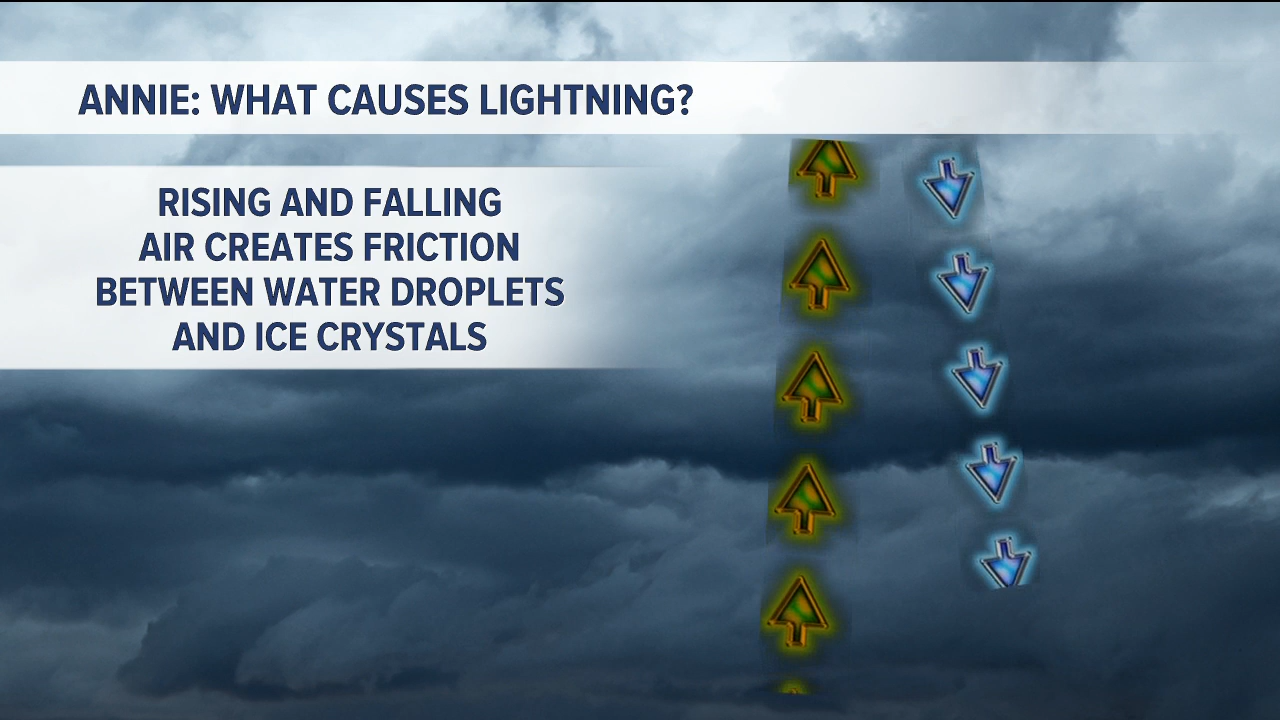 ANNIE: WHAT CAUSES LIGHTNING?
RISING AND FALLING
AIR CREATES FRICTION
BETWEEN WATER DROPLETS
AND ICE CRYSTALS